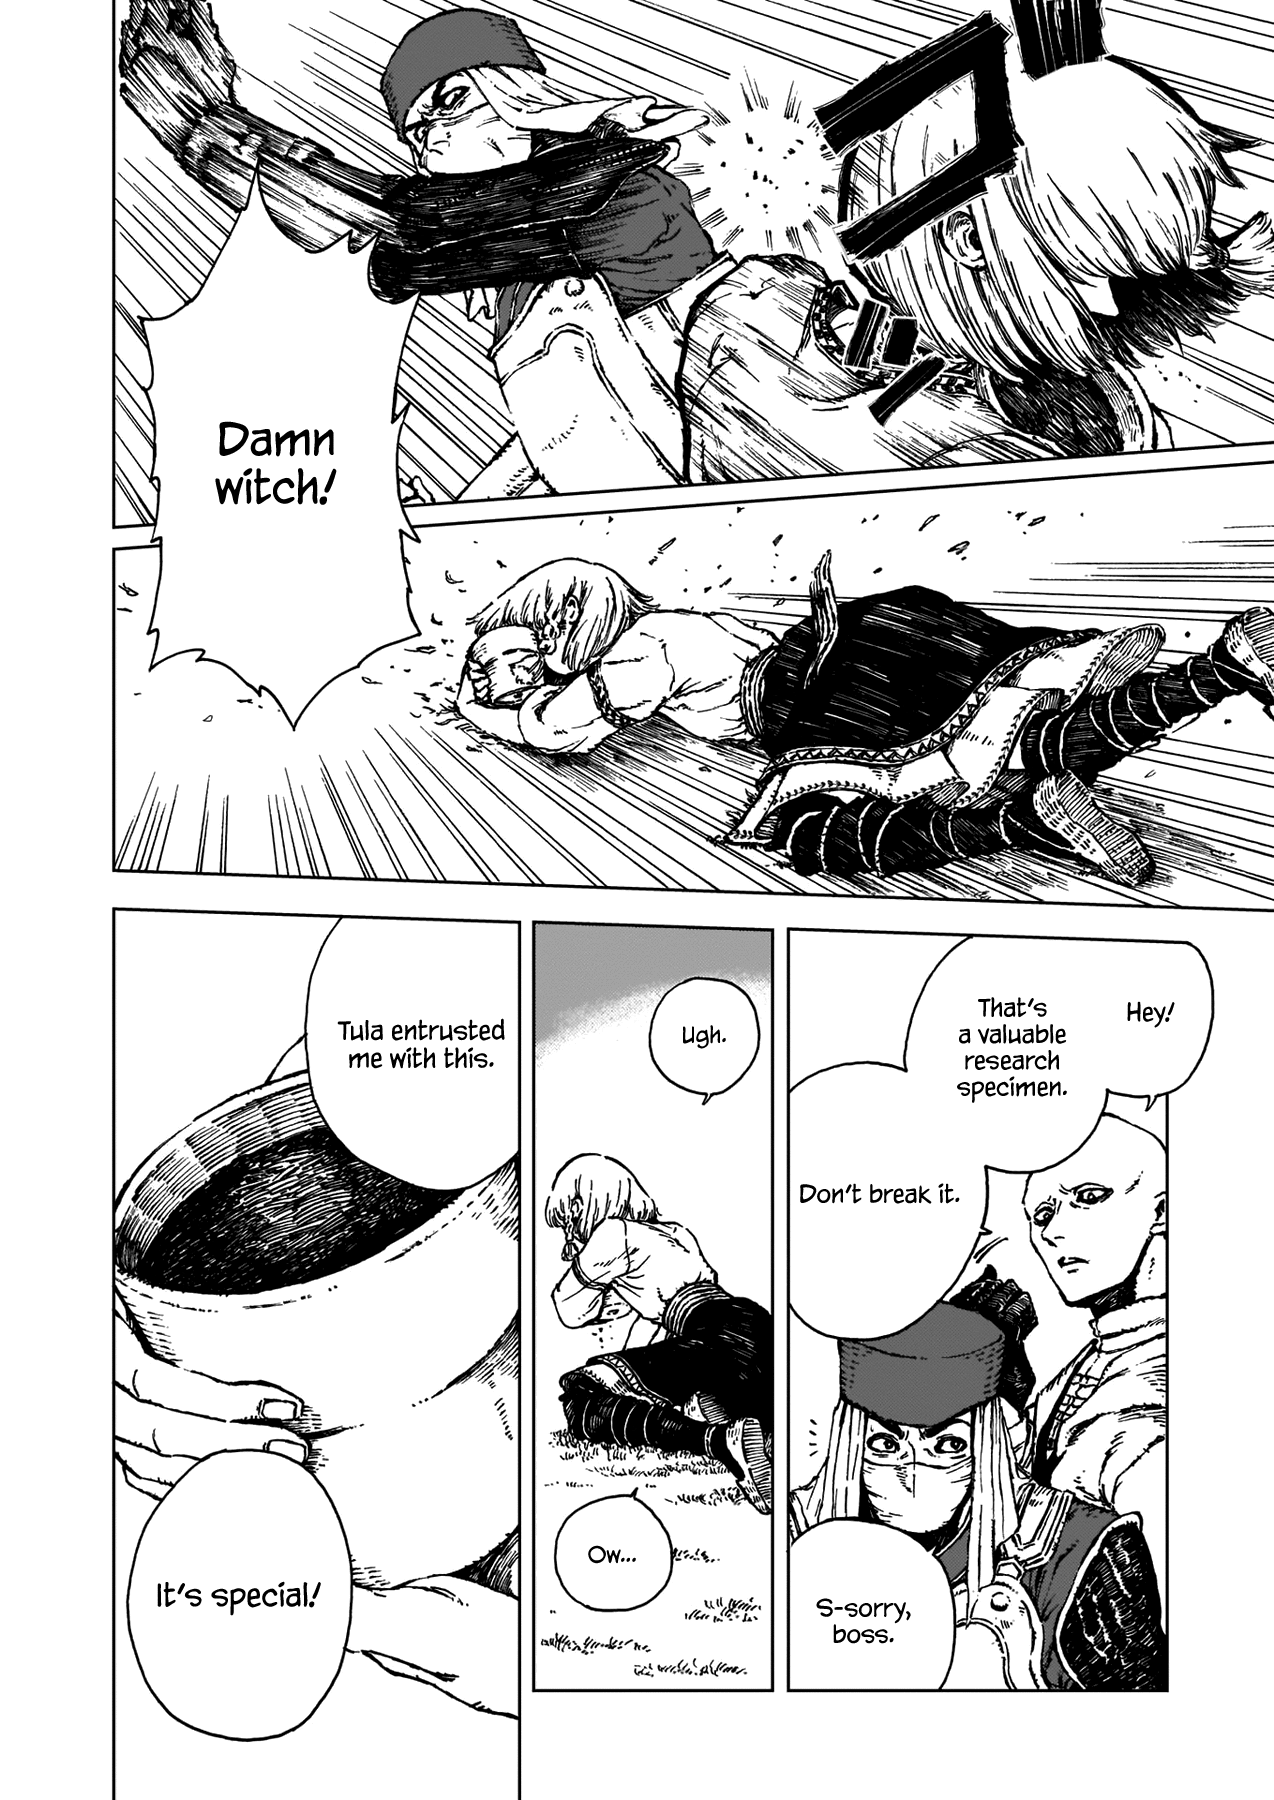 Damn
witch!
Hey!
That's
a valuable
research
specimen.
Don't break it.
S-sorry,
boss.
Ugh.
Ow...
Tula entrusted
me with this.
It's special!